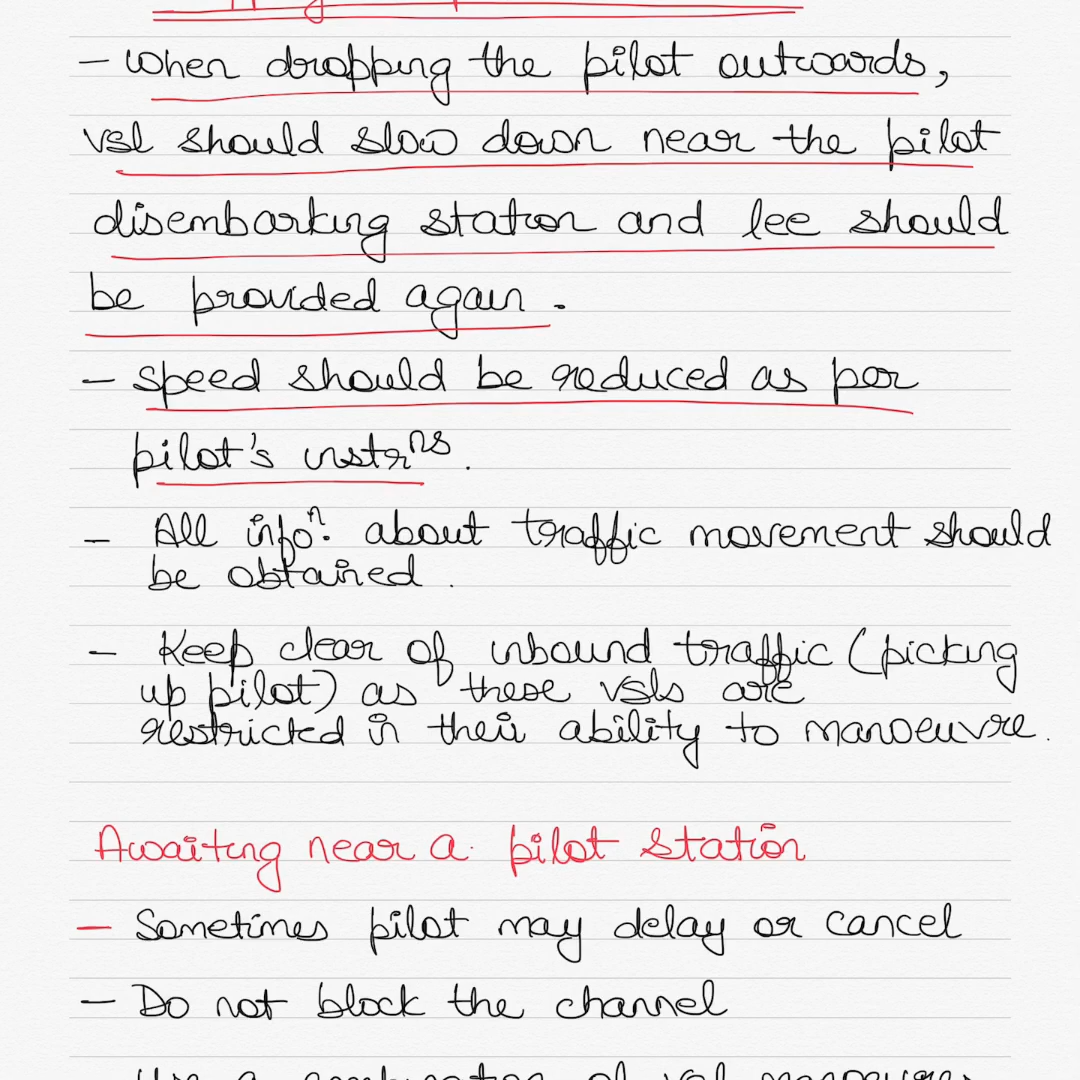 - when dropping the pilot outwards,
vsl should slow down near the pilot
disembarking station and lee should
be provided again.
- speed should be reduced as per
pilot's instrns.
- All infon. about traffic movement should
be obtained.
- Keep clear of inbound traffic (picking
up pilot) as these vsls are
restricted in their ability to manoeuvre.
Awaiting near a pilot station
- Sometimes pilot may delay or cancel
- Do not block the channel